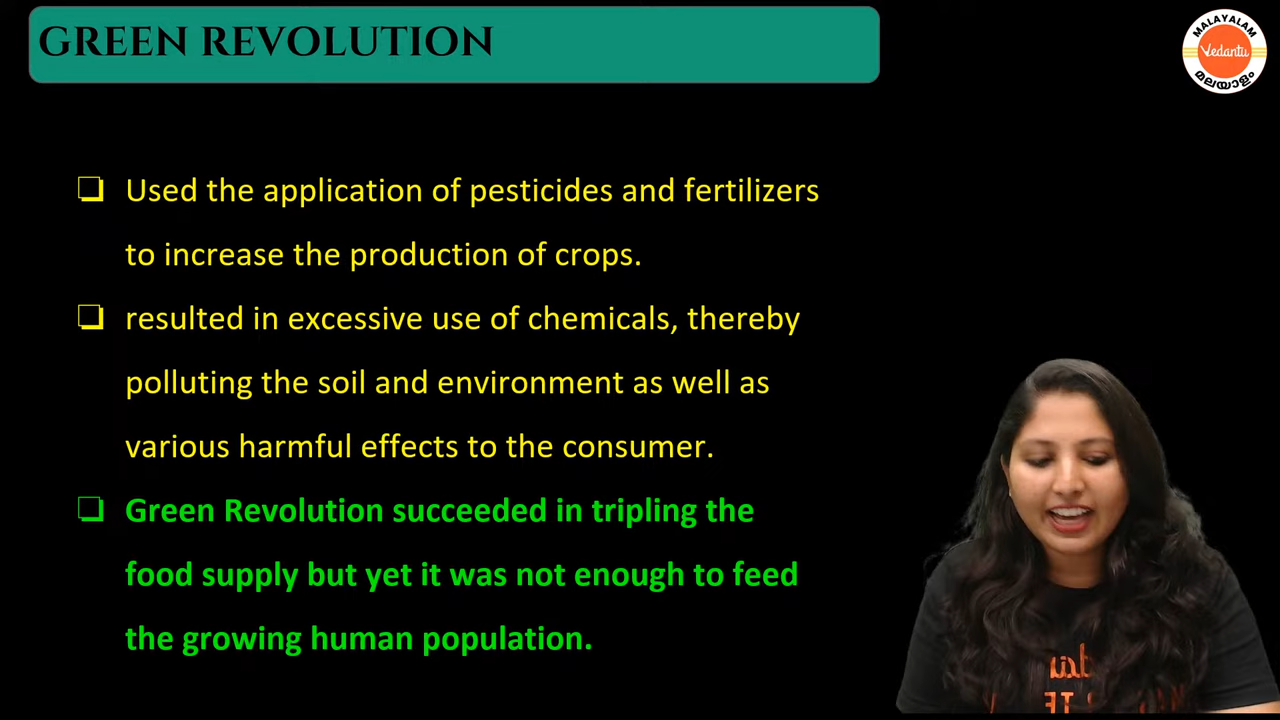 GREEN REVOLUTION
MALAYALAM
Vedantu
മലയാളം
❏ Used the application of pesticides and fertilizers
to increase the production of crops.
❏ resulted in excessive use of chemicals, thereby
polluting the soil and environment as well as
various harmful effects to the consumer.
❏ Green Revolution succeeded in tripling the
food supply but yet it was not enough to feed
the growing human population.